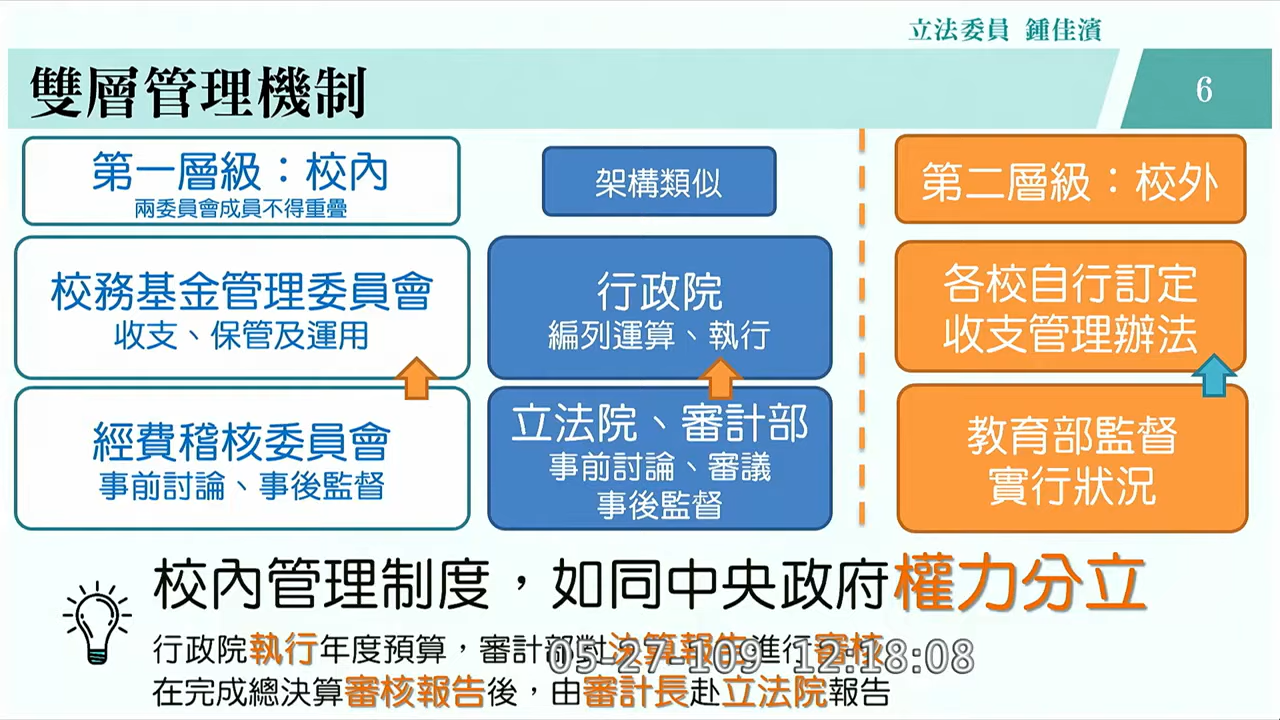 立法委員 鍾佳濱
雙層管理機制
6
第一層級：校內
兩委員會成員不得重疊
架構類似
第二層級：校外
校務基金管理委員會
收支、保管及運用
行政院
編列運算、執行
各校自行訂定
收支管理辦法
經費稽核委員會
事前討論、事後監督
立法院、審計部
事前討論、審議
事後監督
教育部監督
實行狀況
校內管理制度，如同中央政府權力分立
行政院執行年度預算，審計部對決算報告進行審核
05-27-109 12:18:08
在完成總決算審核報告後，由審計長赴立法院報告